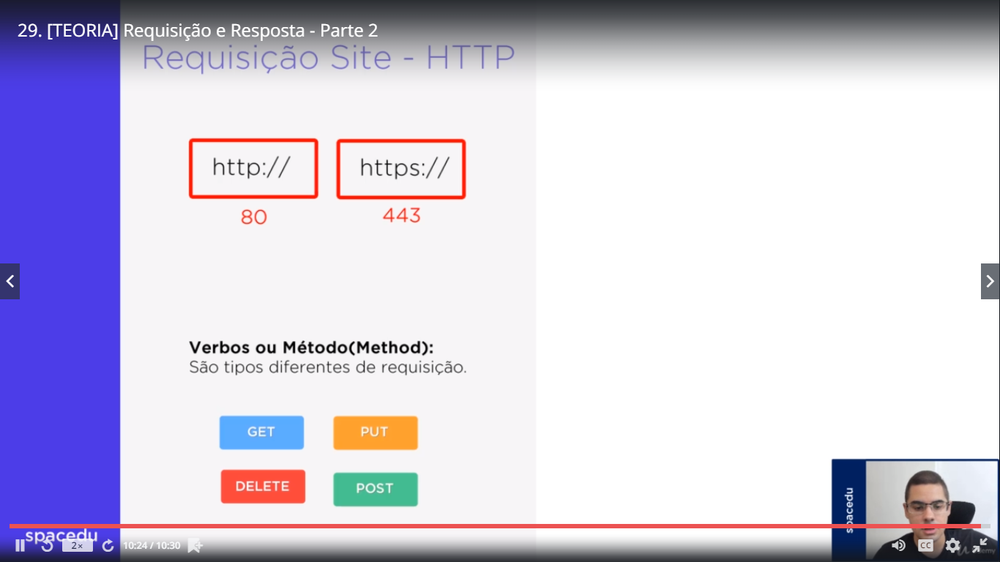 29. [TEORIA] Requisição e Resposta - Parte 2
Requisição Site - HTTP
http://
https://
80
443
Verbos ou Método(Method):
São tipos diferentes de requisição.
GET
PUT
DELETE
POST
spacedu
spacedu
2×
10:24 / 10:30
CC